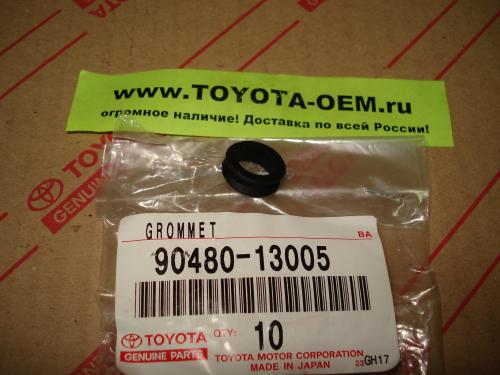 www.TOYOTA-OEM.ru
огромное наличие! Доставка по всей России!
GROMMET
BA
90480-13005
TOYOTA QTY: 10
GENUINE PARTS TOYOTA MOTOR CORPORATION
MADE IN JAPAN 23GH17
TOYOTA
GENUINE